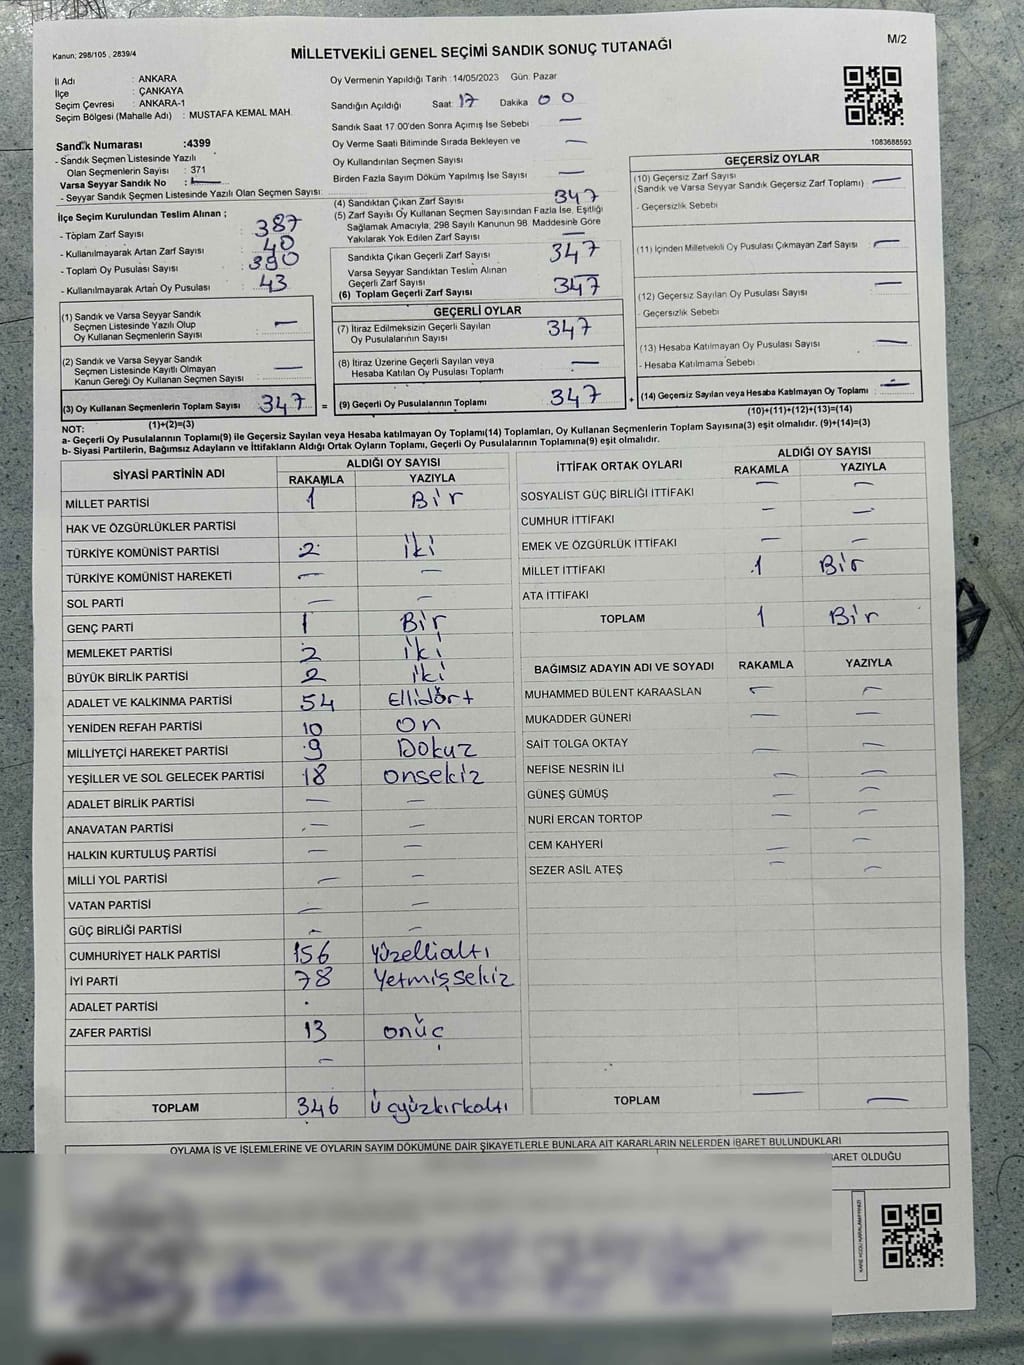 Kanun: 298/105 , 2839/4
M/2
MİLLETVEKİLİ GENEL SEÇİMİ SANDIK SONUÇ TUTANAĞI
İl Adı : ANKARA
İlçe : ÇANKAYA
Seçim Çevresi : ANKARA-1
Seçim Bölgesi (Mahalle Adı) : MUSTAFA KEMAL MAH.
Sandık Numarası :4399
- Sandık Seçmen Listesinde Yazılı
Olan Seçmenlerin Sayısı : 371
Varsa Seyyar Sandık No : —
- Seyyar Sandık Seçmen Listesinde Yazılı Olan Seçmen Sayısı:
İlçe Seçim Kurulundan Teslim Alınan ;
- Toplam Zarf Sayısı : 387
- Kullanılmayarak Artan Zarf Sayısı : 40
- Toplam Oy Pusulası Sayısı : 390
- Kullanılmayarak Artan Oy Pusulası : 43
(1) Sandık ve Varsa Seyyar Sandık
Seçmen Listesinde Yazılı Olup
Oy Kullanan Seçmenlerin Sayısı : —
(2) Sandık ve Varsa Seyyar Sandık
Seçmen Listesinde Kayıtlı Olmayan
Kanun Gereği Oy Kullanan Seçmen Sayısı : —
(3) Oy Kullanan Seçmenlerin Toplam Sayısı 347 =
(1)+(2)=(3)
Oy Vermenin Yapıldığı Tarih : 14/05/2023 Gün: Pazar
Sandığın Açıldığı Saat 17 Dakika 00
Sandık Saat 17:00'den Sonra Açmış İse Sebebi —
Oy Verme Saati Bitiminde Sırada Bekleyen ve
Oy Kullandırılan Seçmen Sayısı —
Birden Fazla Sayım Döküm Yapılmış İse Sayısı —
(4) Sandıktan Çıkan Zarf Sayısı 347
(5) Zarf Sayısı Oy Kullanan Seçmen Sayısından Fazla İse, Eşitliği
Sağlamak Amacıyla, 298 Sayılı Kanunun 98. Maddesine Göre
Yakılarak Yok Edilen Zarf Sayısı —
Sandıkta Çıkan Geçerli Zarf Sayısı 347
Varsa Seyyar Sandıktan Teslim Alınan
Geçerli Zarf Sayısı —
(6) Toplam Geçerli Zarf Sayısı 347
GEÇERLİ OYLAR
(7) İtiraz Edilmeksizin Geçerli Sayılan
Oy Pusulalarının Sayısı 347
(8) İtiraz Üzerine Geçerli Sayılan veya
Hesaba Katılan Oy Pusulası Toplamı —
(9) Geçerli Oy Pusulalarının Toplamı 347 +
1083688593
GEÇERSİZ OYLAR
(10) Geçersiz Zarf Sayısı —
(Sandık ve Varsa Seyyar Sandık Geçersiz Zarf Toplamı)
- Geçersizlik Sebebi
(11) İçinden Milletvekili Oy Pusulası Çıkmayan Zarf Sayısı —
(12) Geçersiz Sayılan Oy Pusulası Sayısı —
- Geçersizlik Sebebi
(13) Hesaba Katılmayan Oy Pusulası Sayısı —
- Hesaba Katılmama Sebebi
(14) Geçersiz Sayılan veya Hesaba Katılmayan Oy Toplamı —
(10)+(11)+(12)+(13)=(14)
NOT:
a- Geçerli Oy Pusulalarının Toplamı(9) ile Geçersiz Sayılan veya Hesaba katılmayan Oy Toplamı(14) Toplamları, Oy Kullanan Seçmenlerin Toplam Sayısına(3) eşit olmalıdır. (9)+(14)=(3)
b- Siyasi Partilerin, Bağımsız Adayların ve İttifakların Aldığı Ortak Oyların Toplamı, Geçerli Oy Pusulalarının Toplamına(9) eşit olmalıdır.
SİYASİ PARTİNİN ADI ALDIĞI OY SAYISI
RAKAMLA YAZIYLA
MİLLET PARTİSİ 1 Bir
HAK VE ÖZGÜRLÜKLER PARTİSİ
TÜRKİYE KOMÜNİST PARTİSİ 2 iki
TÜRKİYE KOMÜNİST HAREKETİ — —
SOL PARTİ — —
GENÇ PARTİ 1 Bir
MEMLEKET PARTİSİ 2 iki
BÜYÜK BİRLİK PARTİSİ 2 iki
ADALET VE KALKINMA PARTİSİ 54 Ellidört
YENİDEN REFAH PARTİSİ 10 on
MİLLİYETÇİ HAREKET PARTİSİ 9 Dokuz
YEŞİLLER VE SOL GELECEK PARTİSİ 18 onsekiz
ADALET BİRLİK PARTİSİ — —
ANAVATAN PARTİSİ — —
HALKIN KURTULUŞ PARTİSİ — —
MİLLİ YOL PARTİSİ — —
VATAN PARTİSİ — —
GÜÇ BİRLİĞİ PARTİSİ — —
CUMHURİYET HALK PARTİSİ 156 Yüzellialtı
İYİ PARTİ 78 Yetmişsekiz
ADALET PARTİSİ
ZAFER PARTİSİ 13 onüç
—
TOPLAM 346 Üçyüzkırkaltı
İTTİFAK ORTAK OYLARI ALDIĞI OY SAYISI
RAKAMLA YAZIYLA
SOSYALİST GÜÇ BİRLİĞİ İTTİFAKI — —
CUMHUR İTTİFAKI — —
EMEK VE ÖZGÜRLÜK İTTİFAKI — —
MİLLET İTTİFAKI 1 Bir
ATA İTTİFAKI
TOPLAM 1 Bir
BAĞIMSIZ ADAYIN ADI VE SOYADI RAKAMLA YAZIYLA
MUHAMMED BÜLENT KARAASLAN — —
MUKADDER GÜNERİ — —
SAİT TOLGA OKTAY — —
NEFİSE NESRİN İLİ — —
GÜNEŞ GÜMÜŞ — —
NURİ ERCAN TORTOP — —
CEM KAHYERİ — —
SEZER ASİL ATEŞ — —
TOPLAM — —
OYLAMA İŞ VE İŞLEMLERİNE VE OYLARIN SAYIM DÖKÜMÜNE DAİR ŞİKAYETLERLE BUNLARA AİT KARARLARIN NELERDEN İBARET BULUNDUKLARI
BARET OLDUĞU